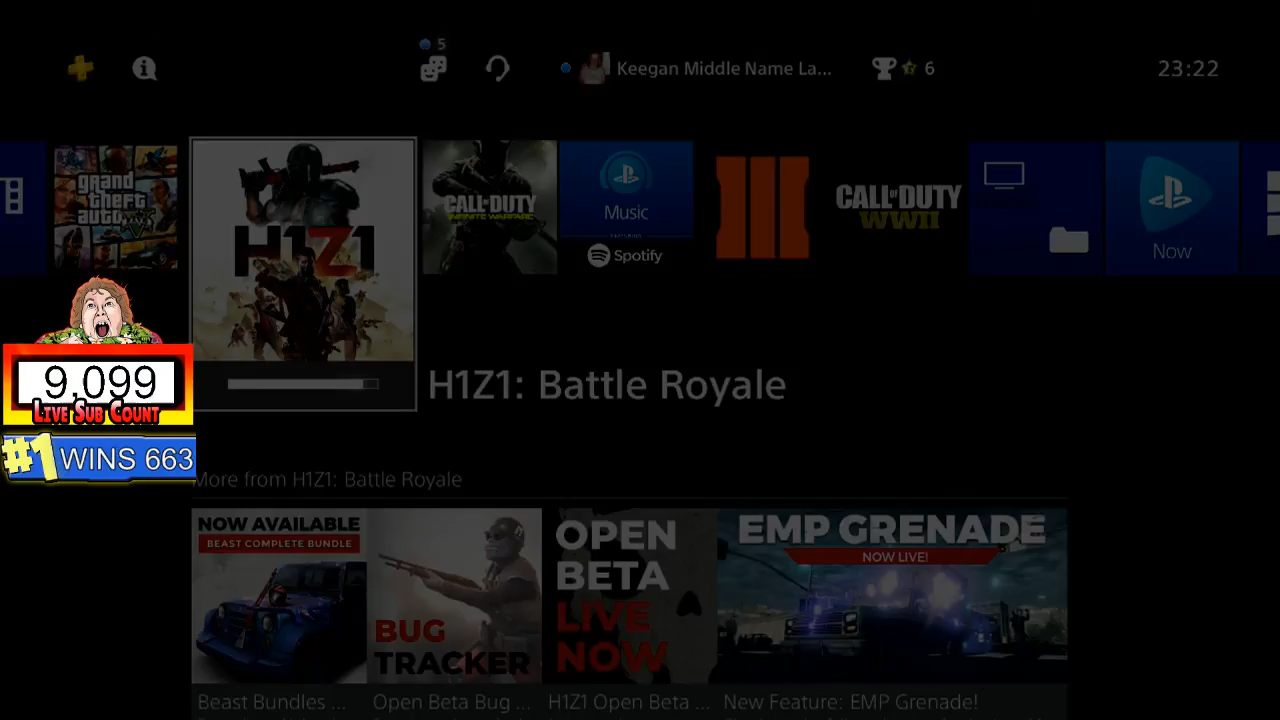 5
Keegan Middle Name La...
6
23:22
grand
theft
auto
V
H1Z1
CALL OF DUTY
INFINITE WARFARE
Music
Spotify
III
CALL OF DUTY
WWII
Now
9,099
LIVE SUB COUNT
#1 WINS 663
H1Z1: Battle Royale
More from H1Z1: Battle Royale
NOW AVAILABLE
BEAST COMPLETE BUNDLE
BUG
TRACKER
OPEN
BETA
LIVE
NOW
EMP GRENADE
NOW LIVE!
Beast Bundles ...
Open Beta Bug ...
H1Z1 Open Beta ...
New Feature: EMP Grenade!